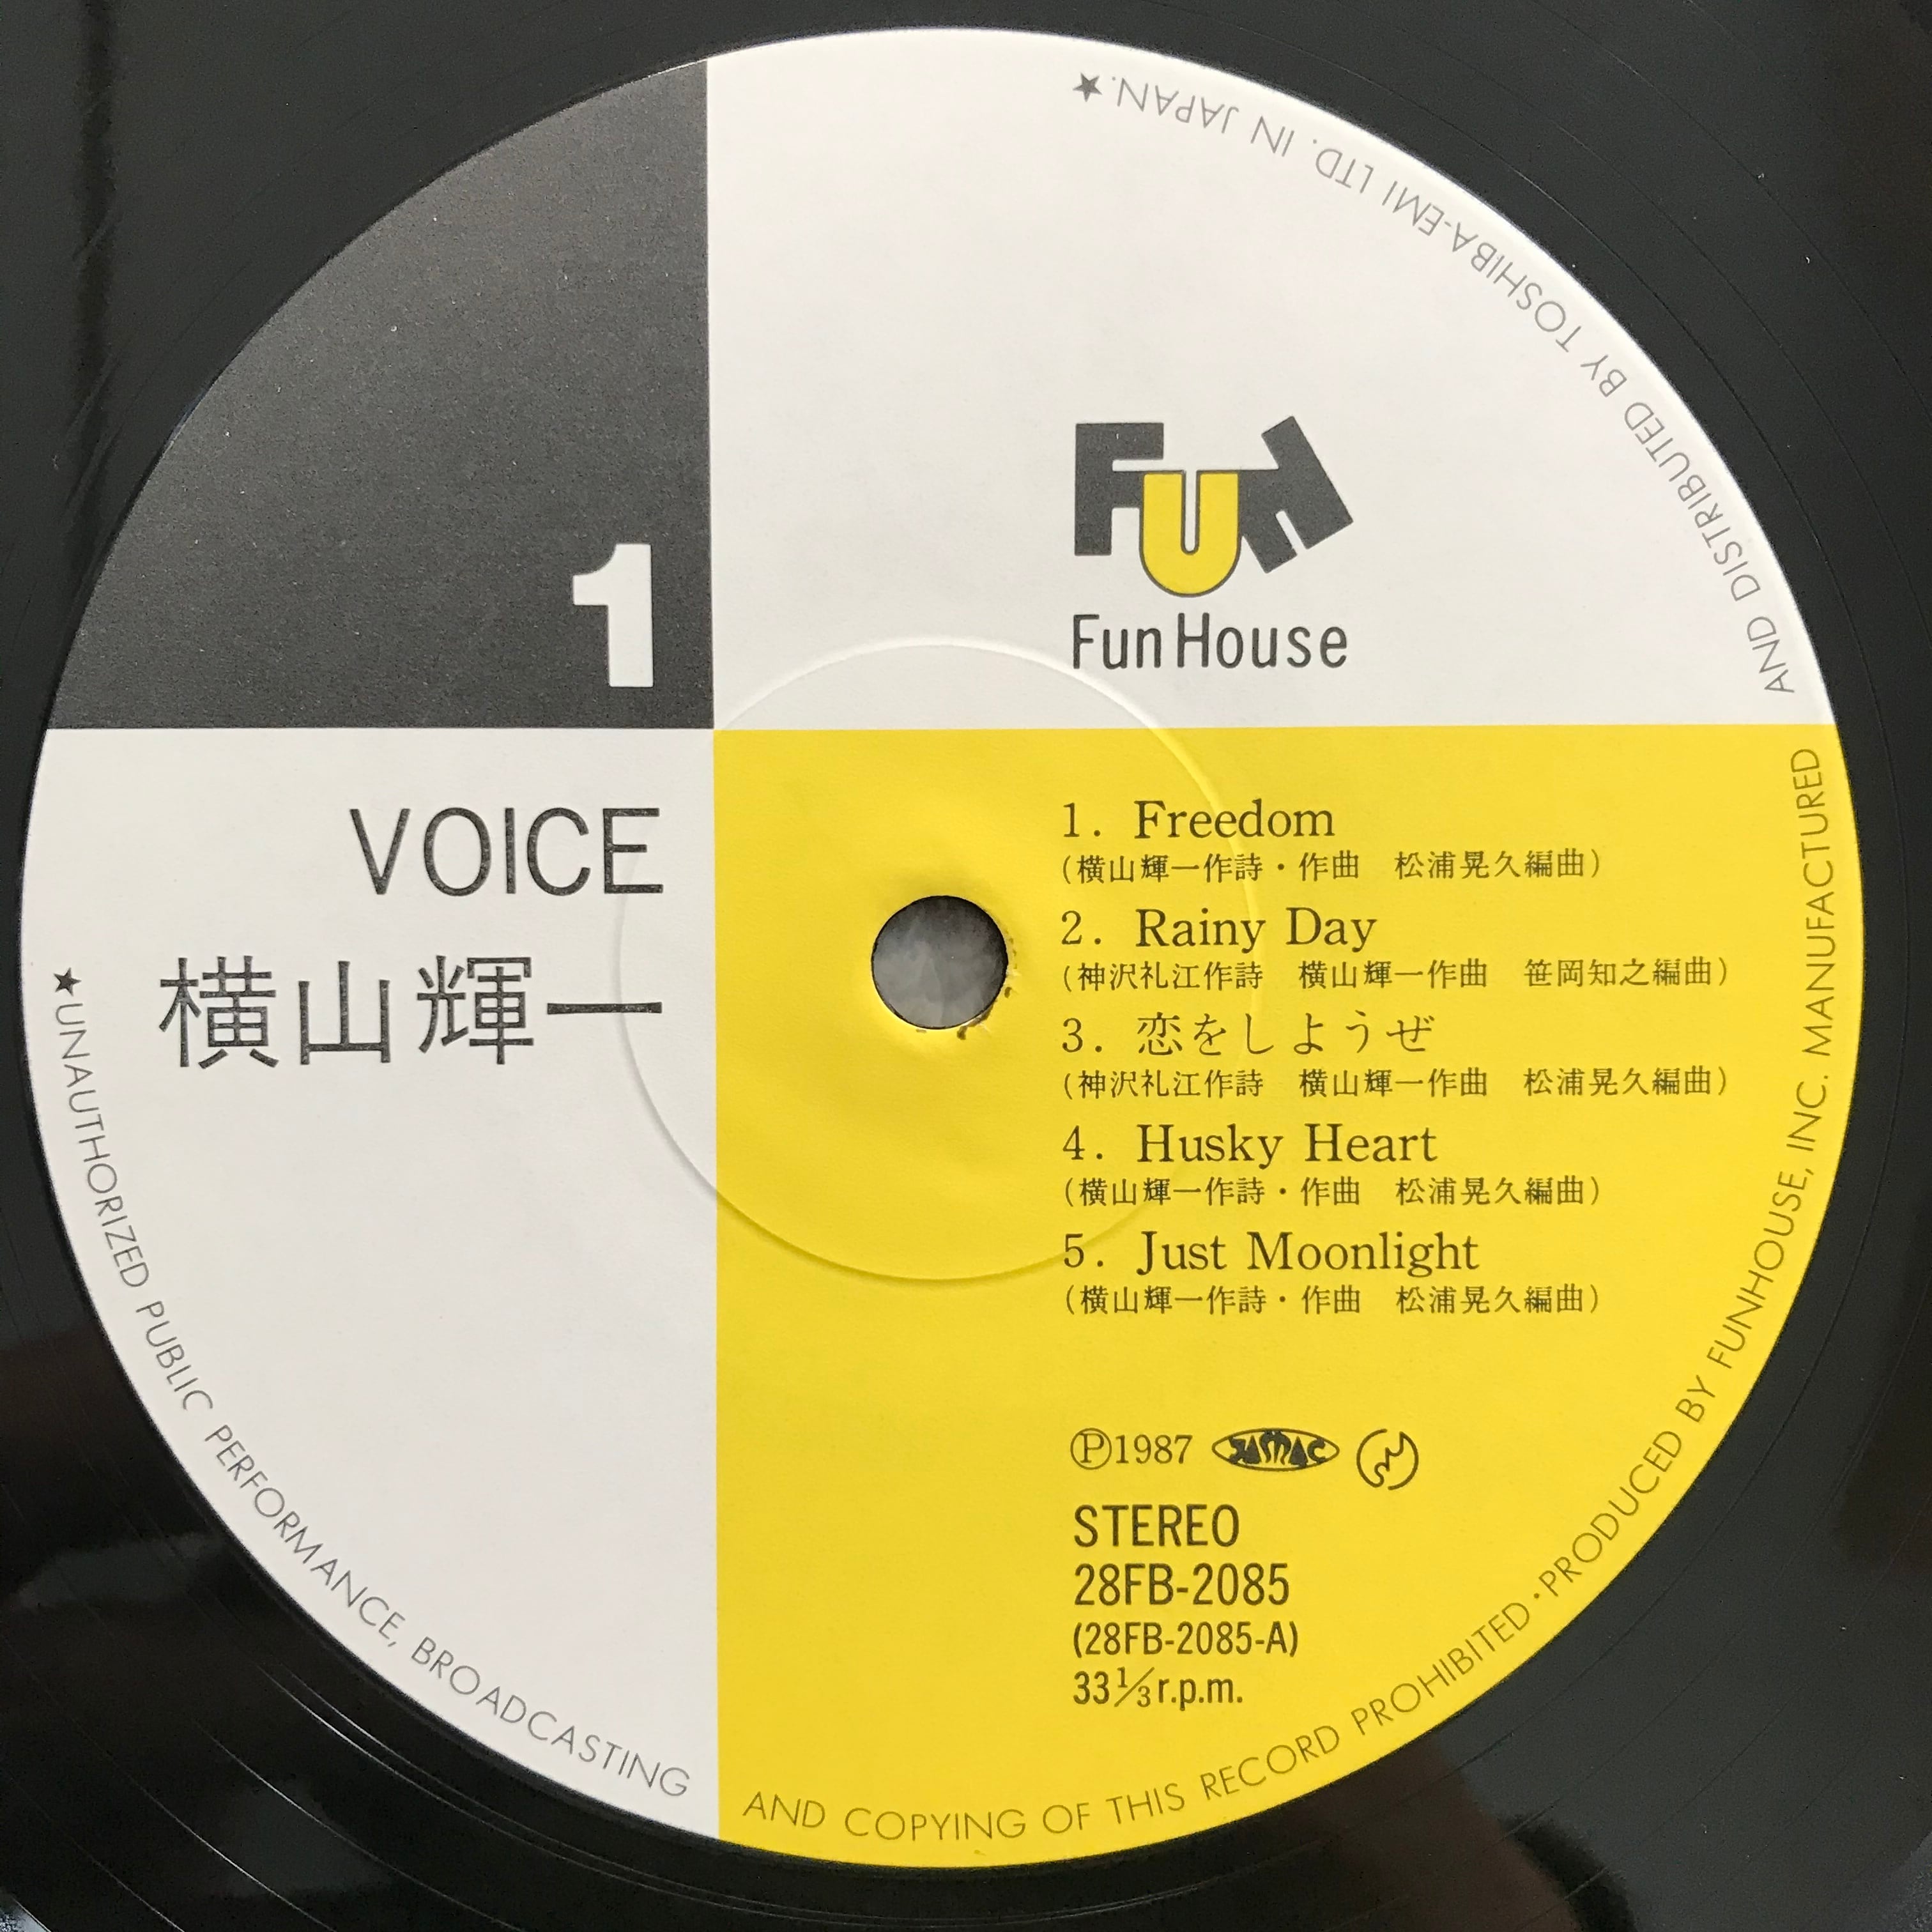 1
FUN
Fun House
VOICE
横山輝一
1. Freedom
(横山輝一作詩・作曲　松浦晃久編曲)
2. Rainy Day
(神沢礼江作詩　横山輝一作曲　笹岡知之編曲)
3. 恋をしようぜ
(神沢礼江作詩　横山輝一作曲　松浦晃久編曲)
4. Husky Heart
(横山輝一作詩・作曲　松浦晃久編曲)
5. Just Moonlight
(横山輝一作詩・作曲　松浦晃久編曲)
Ⓟ1987
STEREO
28FB-2085
(28FB-2085-A)
33⅓r.p.m.
★UNAUTHORIZED PUBLIC PERFORMANCE, BROADCASTING AND COPYING OF THIS RECORD PROHIBITED・PRODUCED BY FUNHOUSE, INC. MANUFACTURED AND DISTRIBUTED BY TOSHIBA-EMI LTD. IN JAPAN.★